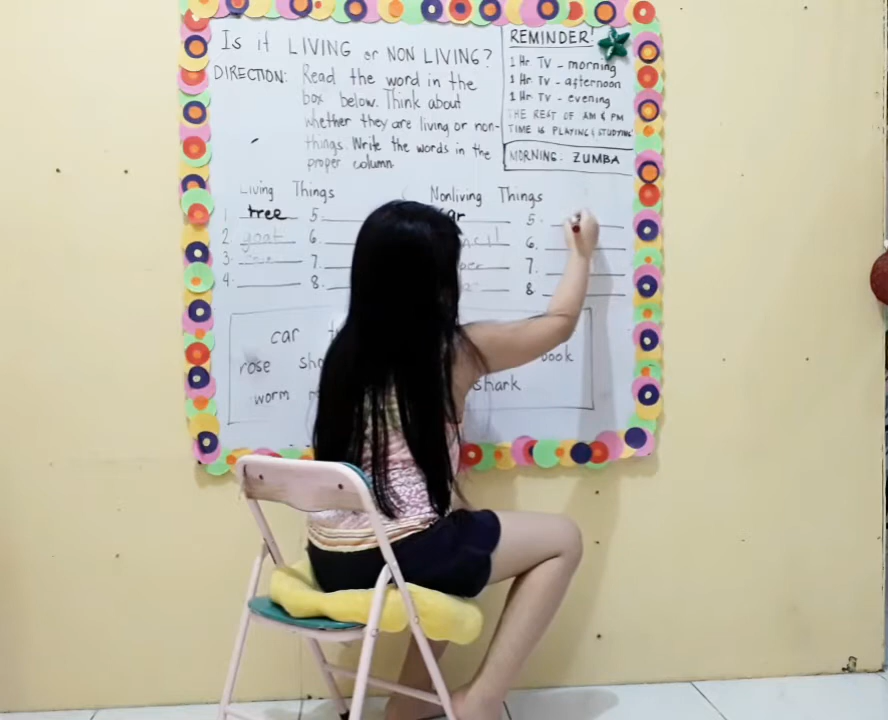 Is it LIVING or NON LIVING?
DIRECTION: Read the word in the
box below. Think about
whether they are living or non-
things. Write the words in the
proper column
REMINDER!
1 Hr TV - morning
1 Hr TV - afternoon
1 Hr TV - evening
THE REST OF AM & PM
TIME IS PLAYING & STUDYING
MORNING: ZUMBA
Living Things
1. tree 5.
2. goat 6.
3. 7.
4. 8.
Nonliving Things
5.
6.
7.
8.
car
rose book
worm shark